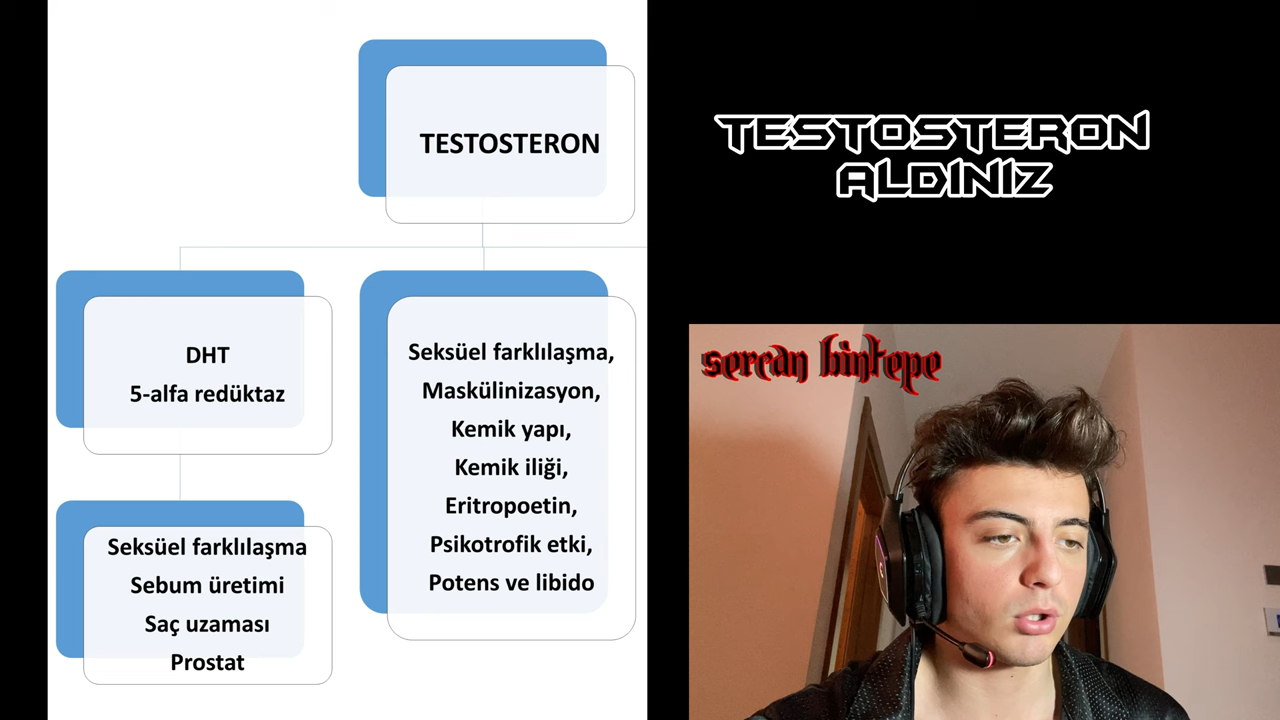 TESTOSTERON
DHT
5-alfa redüktaz
Seksüel farklılaşma
Sebum üretimi
Saç uzaması
Prostat
Seksüel farklılaşma,
Maskülinizasyon,
Kemik yapı,
Kemik iliği,
Eritropoetin,
Psikotrofik etki,
Potens ve libido
TESTOSTERON
ALDINIZ
sercan bintepe